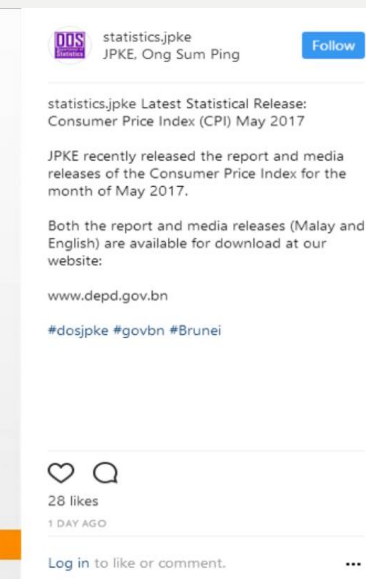 DOS
Statistics
statistics.jpke
JPKE, Ong Sum Ping
Follow
statistics.jpke Latest Statistical Release:
Consumer Price Index (CPI) May 2017
JPKE recently released the report and media
releases of the Consumer Price Index for the
month of May 2017.
Both the report and media releases (Malay and
English) are available for download at our
website:
www.depd.gov.bn
#dosjpke #govbn #Brunei
28 likes
1 DAY AGO
Log in to like or comment.